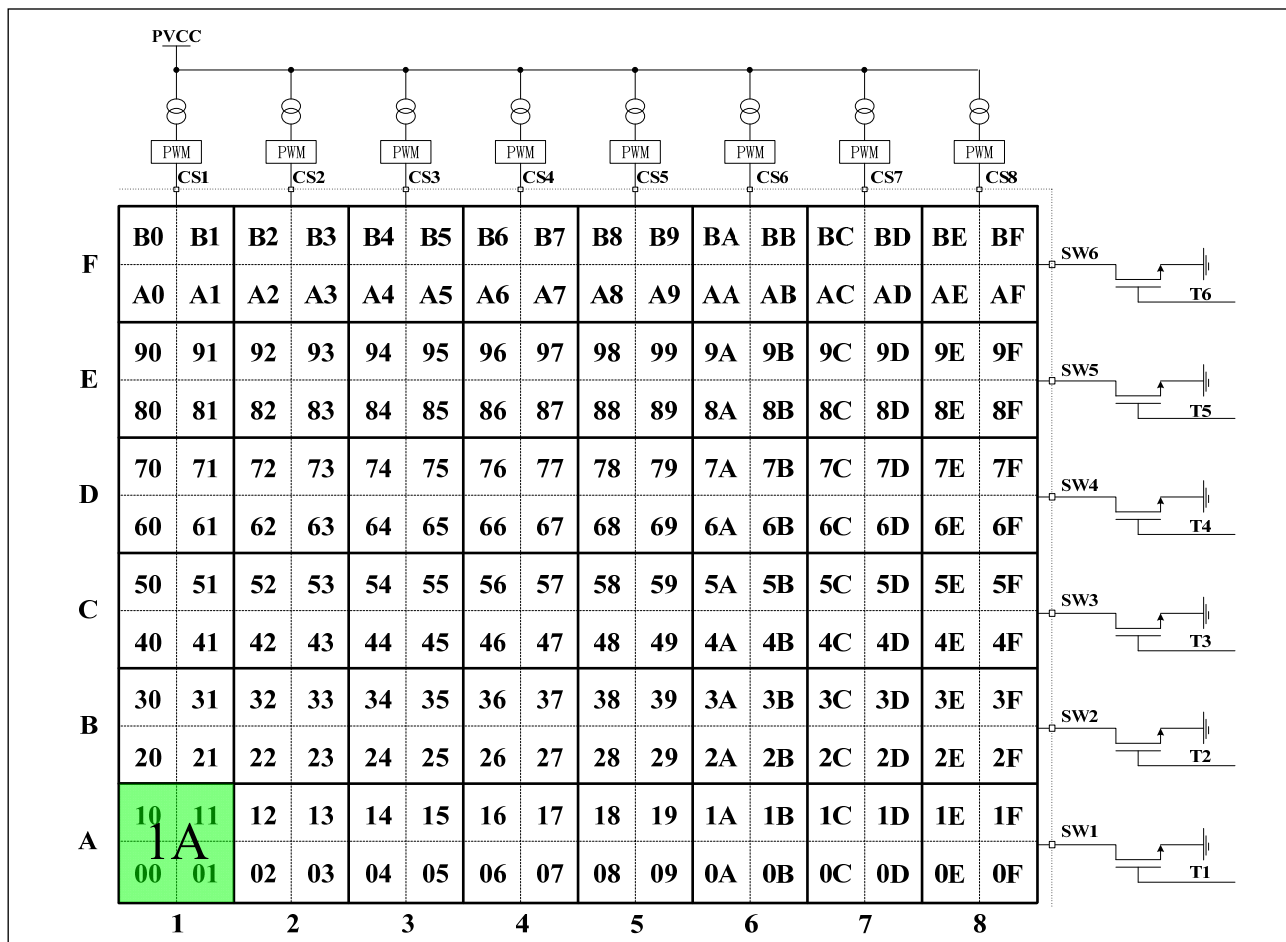 PVCC
PWM PWM PWM PWM PWM PWM PWM PWM
CS1 CS2 CS3 CS4 CS5 CS6 CS7 CS8
B0 B1 B2 B3 B4 B5 B6 B7 B8 B9 BA BB BC BD BE BF
SW6
F
A0 A1 A2 A3 A4 A5 A6 A7 A8 A9 AA AB AC AD AE AF
T6
90 91 92 93 94 95 96 97 98 99 9A 9B 9C 9D 9E 9F
SW5
E
80 81 82 83 84 85 86 87 88 89 8A 8B 8C 8D 8E 8F
T5
70 71 72 73 74 75 76 77 78 79 7A 7B 7C 7D 7E 7F
SW4
D
60 61 62 63 64 65 66 67 68 69 6A 6B 6C 6D 6E 6F
T4
50 51 52 53 54 55 56 57 58 59 5A 5B 5C 5D 5E 5F
SW3
C
40 41 42 43 44 45 46 47 48 49 4A 4B 4C 4D 4E 4F
T3
30 31 32 33 34 35 36 37 38 39 3A 3B 3C 3D 3E 3F
SW2
B
20 21 22 23 24 25 26 27 28 29 2A 2B 2C 2D 2E 2F
T2
10 11 12 13 14 15 16 17 18 19 1A 1B 1C 1D 1E 1F
SW1
A
1A
00 01 02 03 04 05 06 07 08 09 0A 0B 0C 0D 0E 0F
T1
1 2 3 4 5 6 7 8